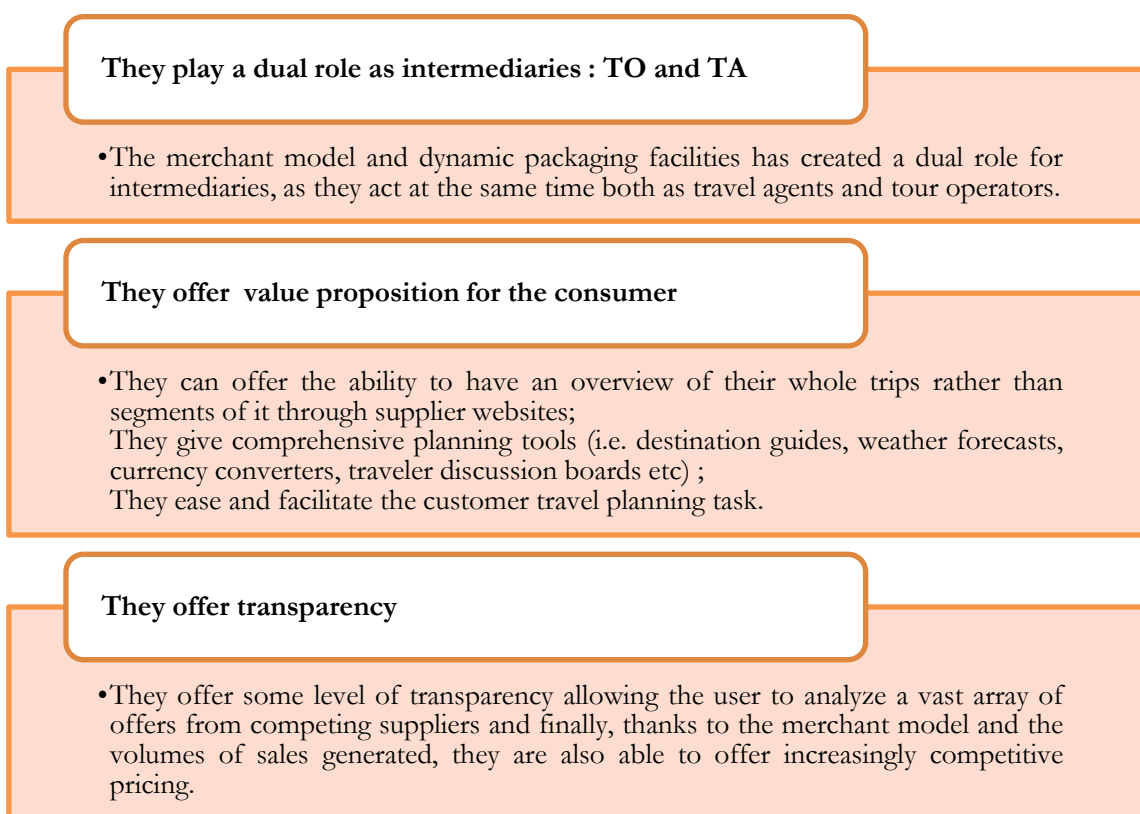 They play a dual role as intermediaries : TO and TA
•The merchant model and dynamic packaging facilities has created a dual role for
intermediaries, as they act at the same time both as travel agents and tour operators.
They offer value proposition for the consumer
•They can offer the ability to have an overview of their whole trips rather than
segments of it through supplier websites;
They give comprehensive planning tools (i.e. destination guides, weather forecasts,
currency converters, traveler discussion boards etc) ;
They ease and facilitate the customer travel planning task.
They offer transparency
•They offer some level of transparency allowing the user to analyze a vast array of
offers from competing suppliers and finally, thanks to the merchant model and the
volumes of sales generated, they are also able to offer increasingly competitive
pricing.